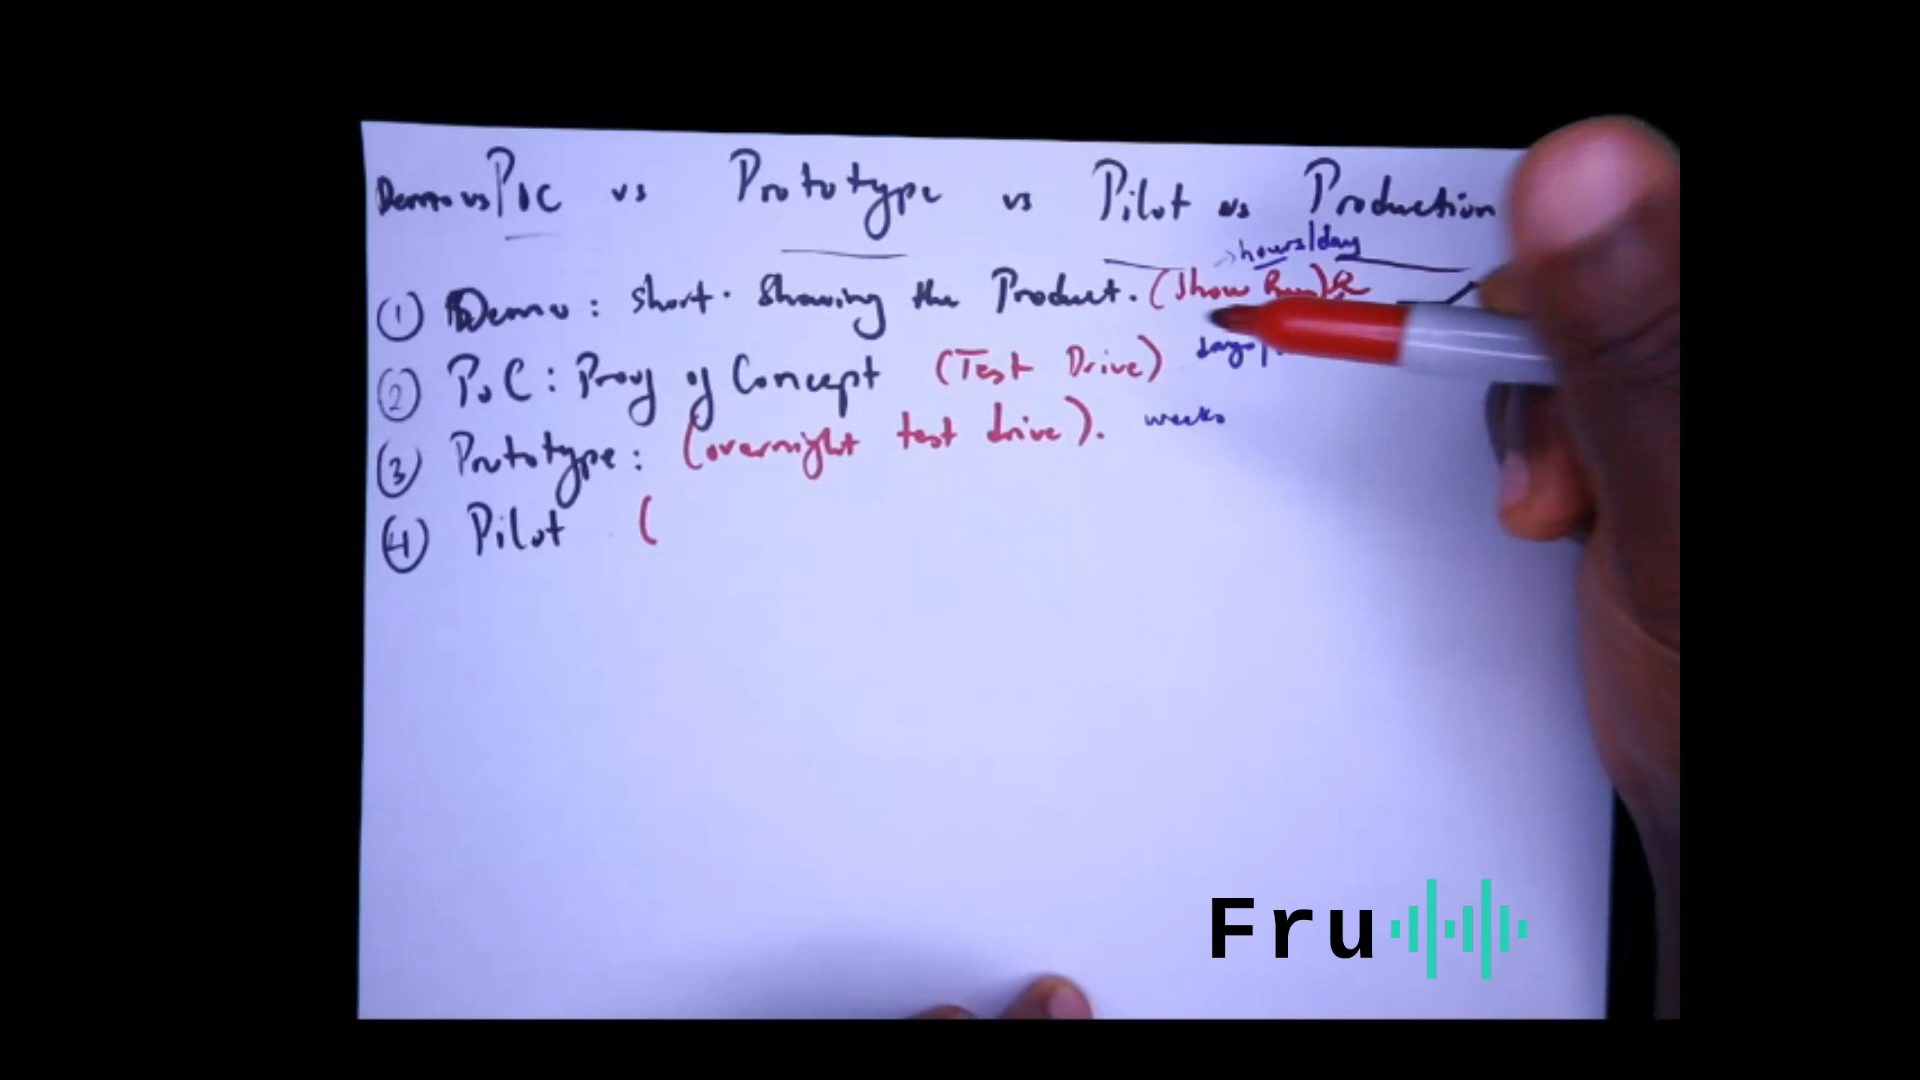 Demo vs PoC vs Prototype vs Pilot vs Production
hours/day
① Demo: short. Showing the Product. (Show Rm)
② PoC: Proof of Concept (Test Drive) days
③ Prototype: (overnight test drive). weeks
④ Pilot (
Fru